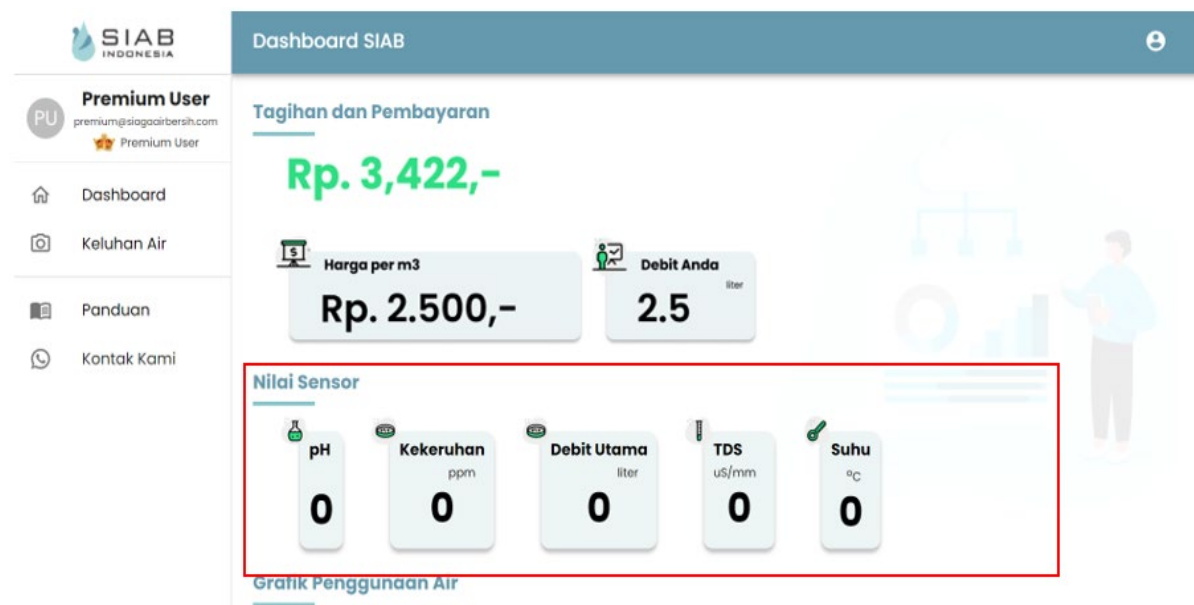 SIAB
INDONESIA
Dashboard SIAB
PU
Premium User
premium@siagaairbersih.com
Premium User
Dashboard
Keluhan Air
Panduan
Kontak Kami
Tagihan dan Pembayaran
Rp. 3,422,-
Harga per m3
Rp. 2.500,-
Debit Anda
liter
2.5
Nilai Sensor
pH
0
Kekeruhan
ppm
0
Debit Utama
liter
0
TDS
uS/mm
0
Suhu
°C
0
Grafik Penggunaan Air